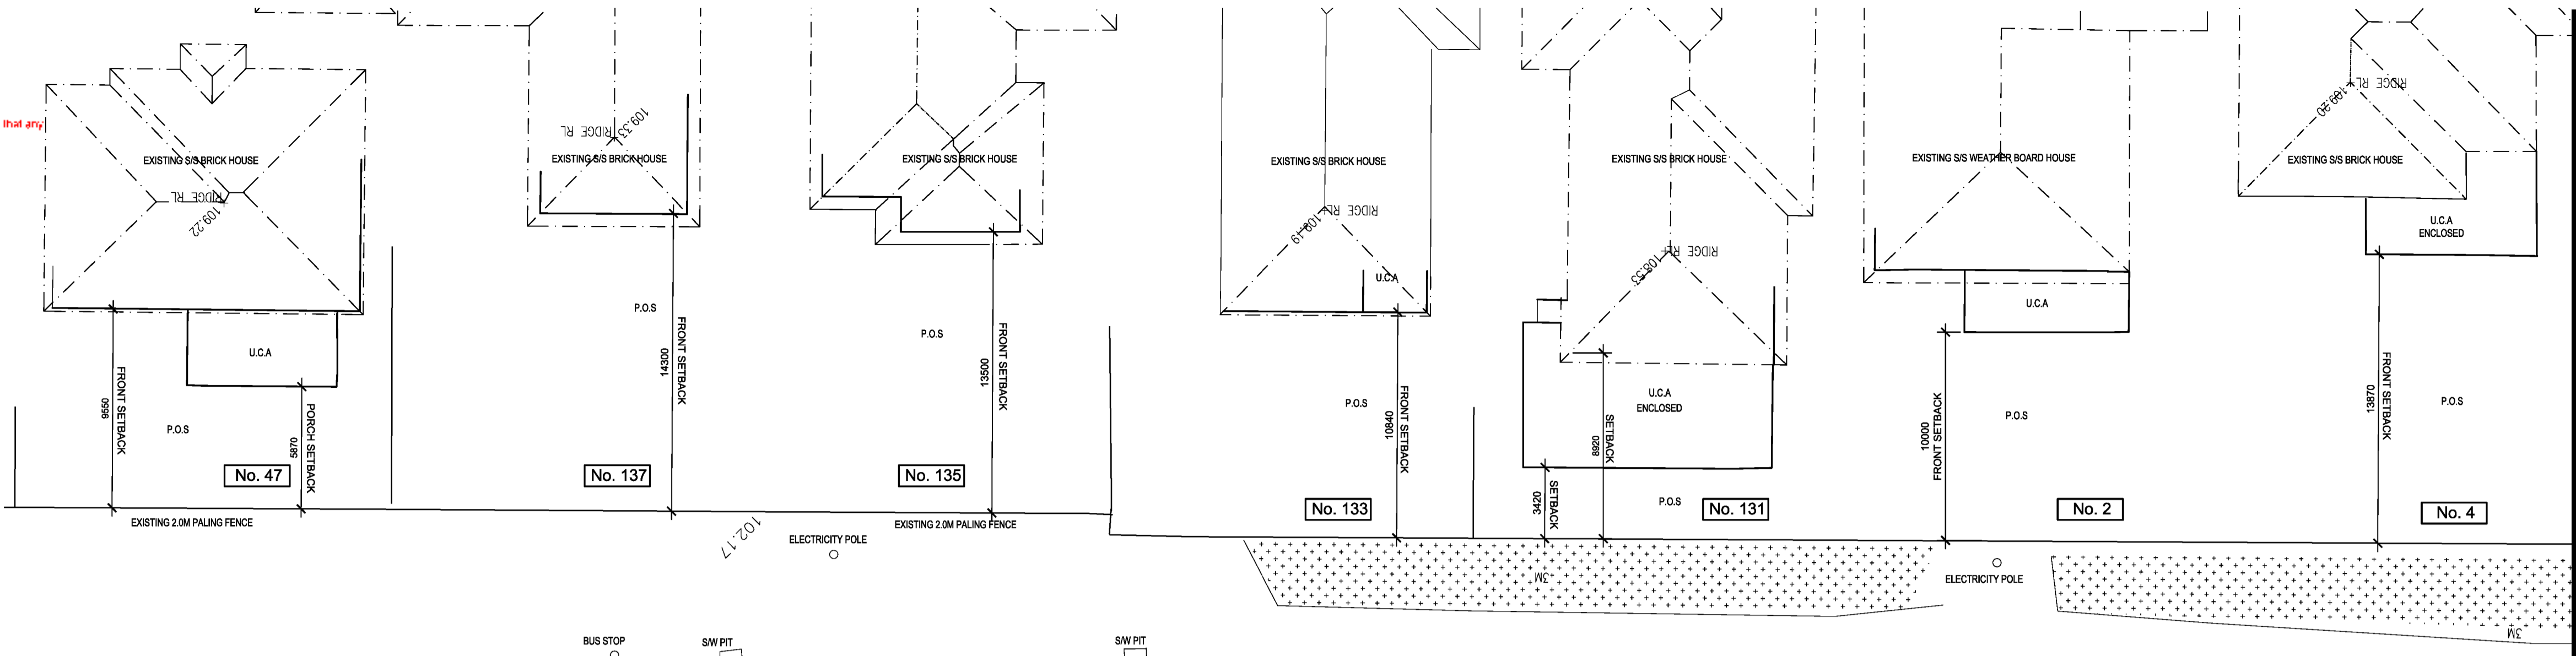 that any
EXISTING S/S BRICK HOUSE
RIDGE RL
109.22
U.C.A
FRONT SETBACK
9550
PORCH SETBACK
5870
P.O.S
No. 47
EXISTING 2.0M PALING FENCE
RIDGE RL
109.33
EXISTING S/S BRICK HOUSE
P.O.S
FRONT SETBACK
14300
No. 137
102.17
EXISTING S/S BRICK HOUSE
P.O.S
FRONT SETBACK
13500
No. 135
EXISTING 2.0M PALING FENCE
ELECTRICITY POLE
EXISTING S/S BRICK HOUSE
RIDGE RL
109.19
U.C.A
P.O.S
FRONT SETBACK
10840
No. 133
EXISTING S/S BRICK HOUSE
RIDGE RL
108.53
U.C.A
ENCLOSED
SETBACK
8920
SETBACK
3420
P.O.S
No. 131
3M
EXISTING S/S WEATHER BOARD HOUSE
U.C.A
10000
FRONT SETBACK
P.O.S
No. 2
ELECTRICITY POLE
RIDGE RL
109.20
EXISTING S/S BRICK HOUSE
U.C.A
ENCLOSED
FRONT SETBACK
13870
P.O.S
No. 4
3M
BUS STOP
S/W PIT
S/W PIT